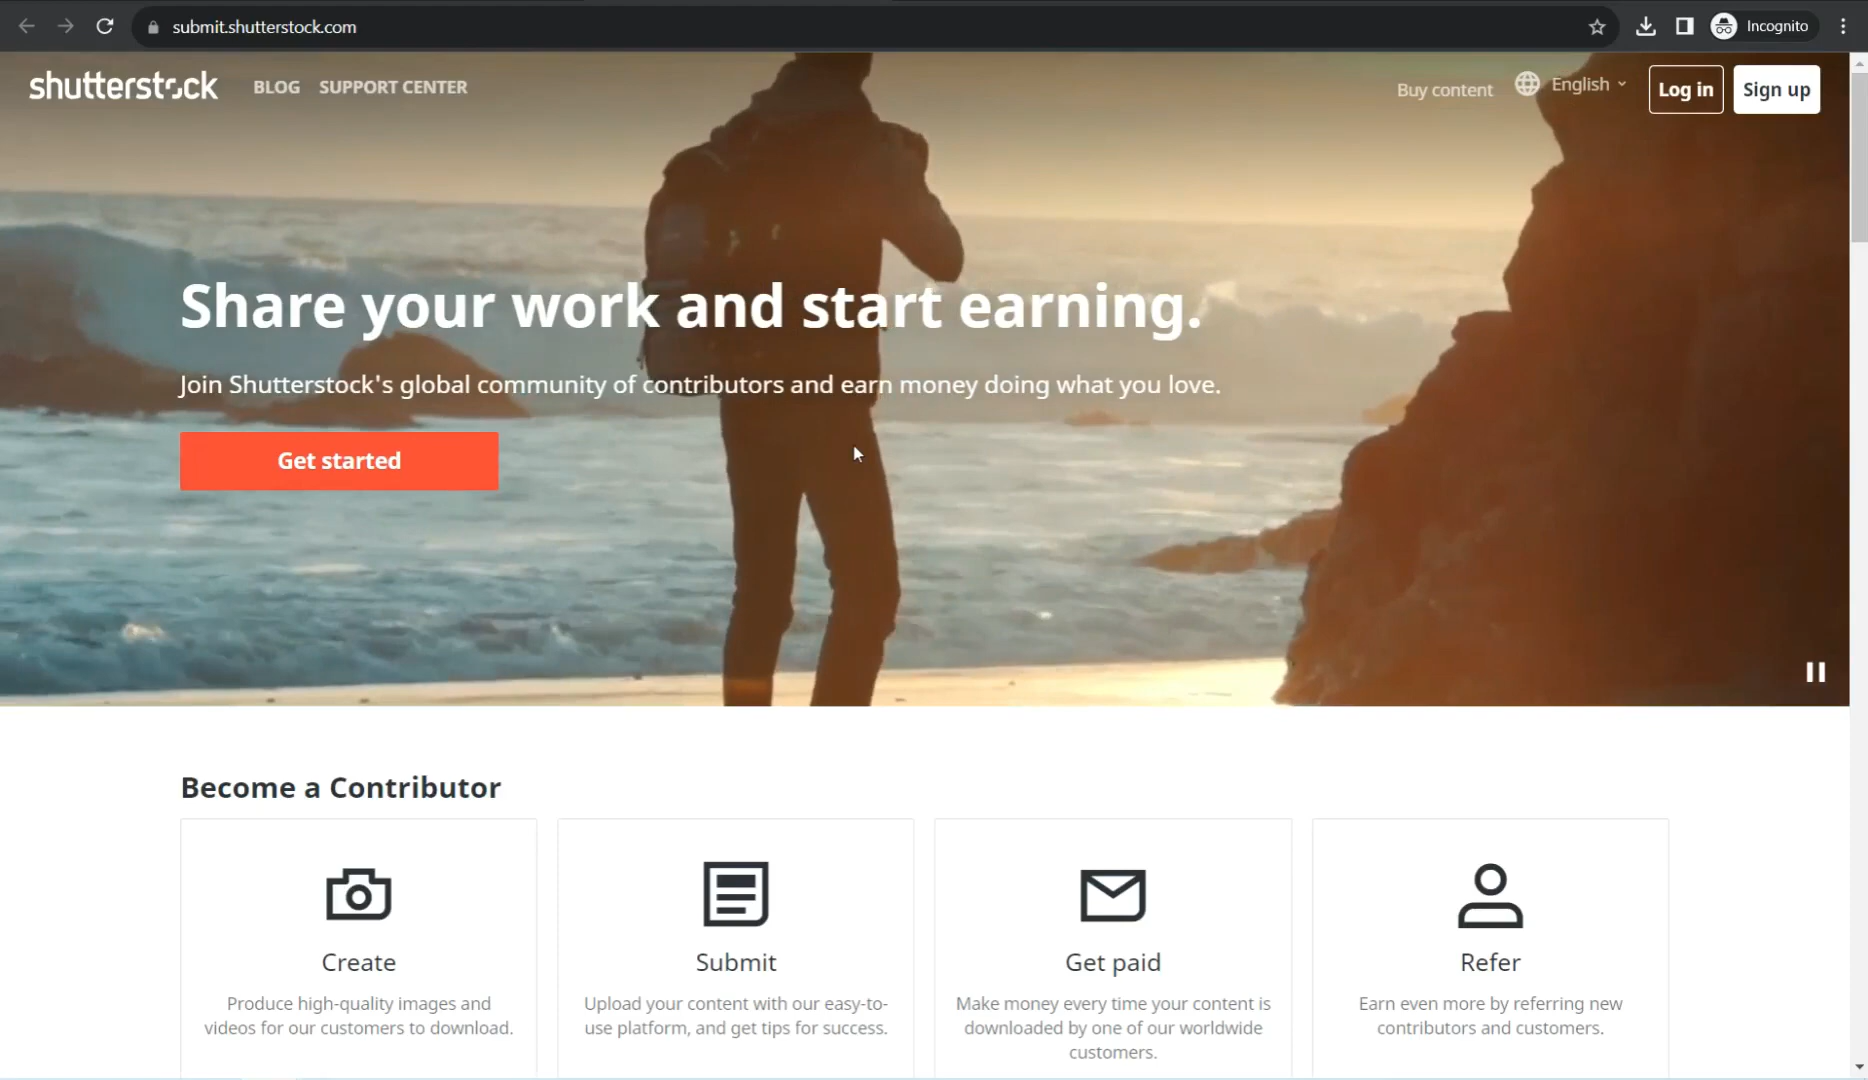 submit.shutterstock.com
Incognito
shutterstock
BLOG
SUPPORT CENTER
Buy content
English
Log in
Sign up
Share your work and start earning.
Join Shutterstock's global community of contributors and earn money doing what you love.
Get started
Become a Contributor
Create
Produce high-quality images and
videos for our customers to download.
Submit
Upload your content with our easy-to-
use platform, and get tips for success.
Get paid
Make money every time your content is
downloaded by one of our worldwide
customers.
Refer
Earn even more by referring new
contributors and customers.